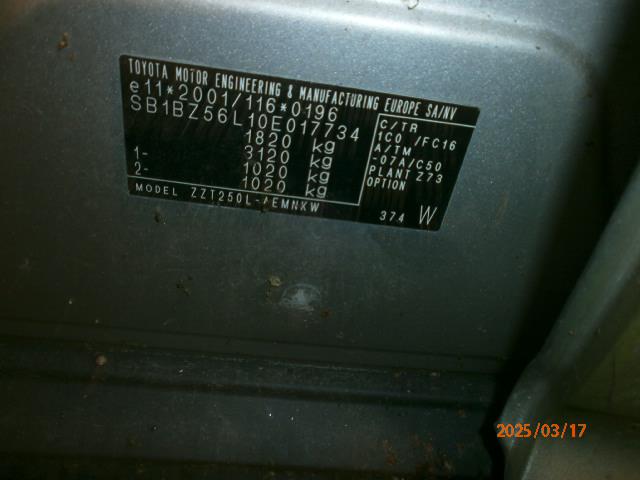 TOYOTA MOTOR ENGINEERING & MANUFACTURING EUROPE SA/NV
e11*2001/116*0196
SB1BZ56L10E017734
1820 kg
3120 kg
1- 1020 kg
2- 1020 kg
MODEL ZZT250L-AEMNKW
C/TR
1C0 /FC16
A/TM
-07A/C50
PLANT Z73
OPTION
374 W
2025/03/17